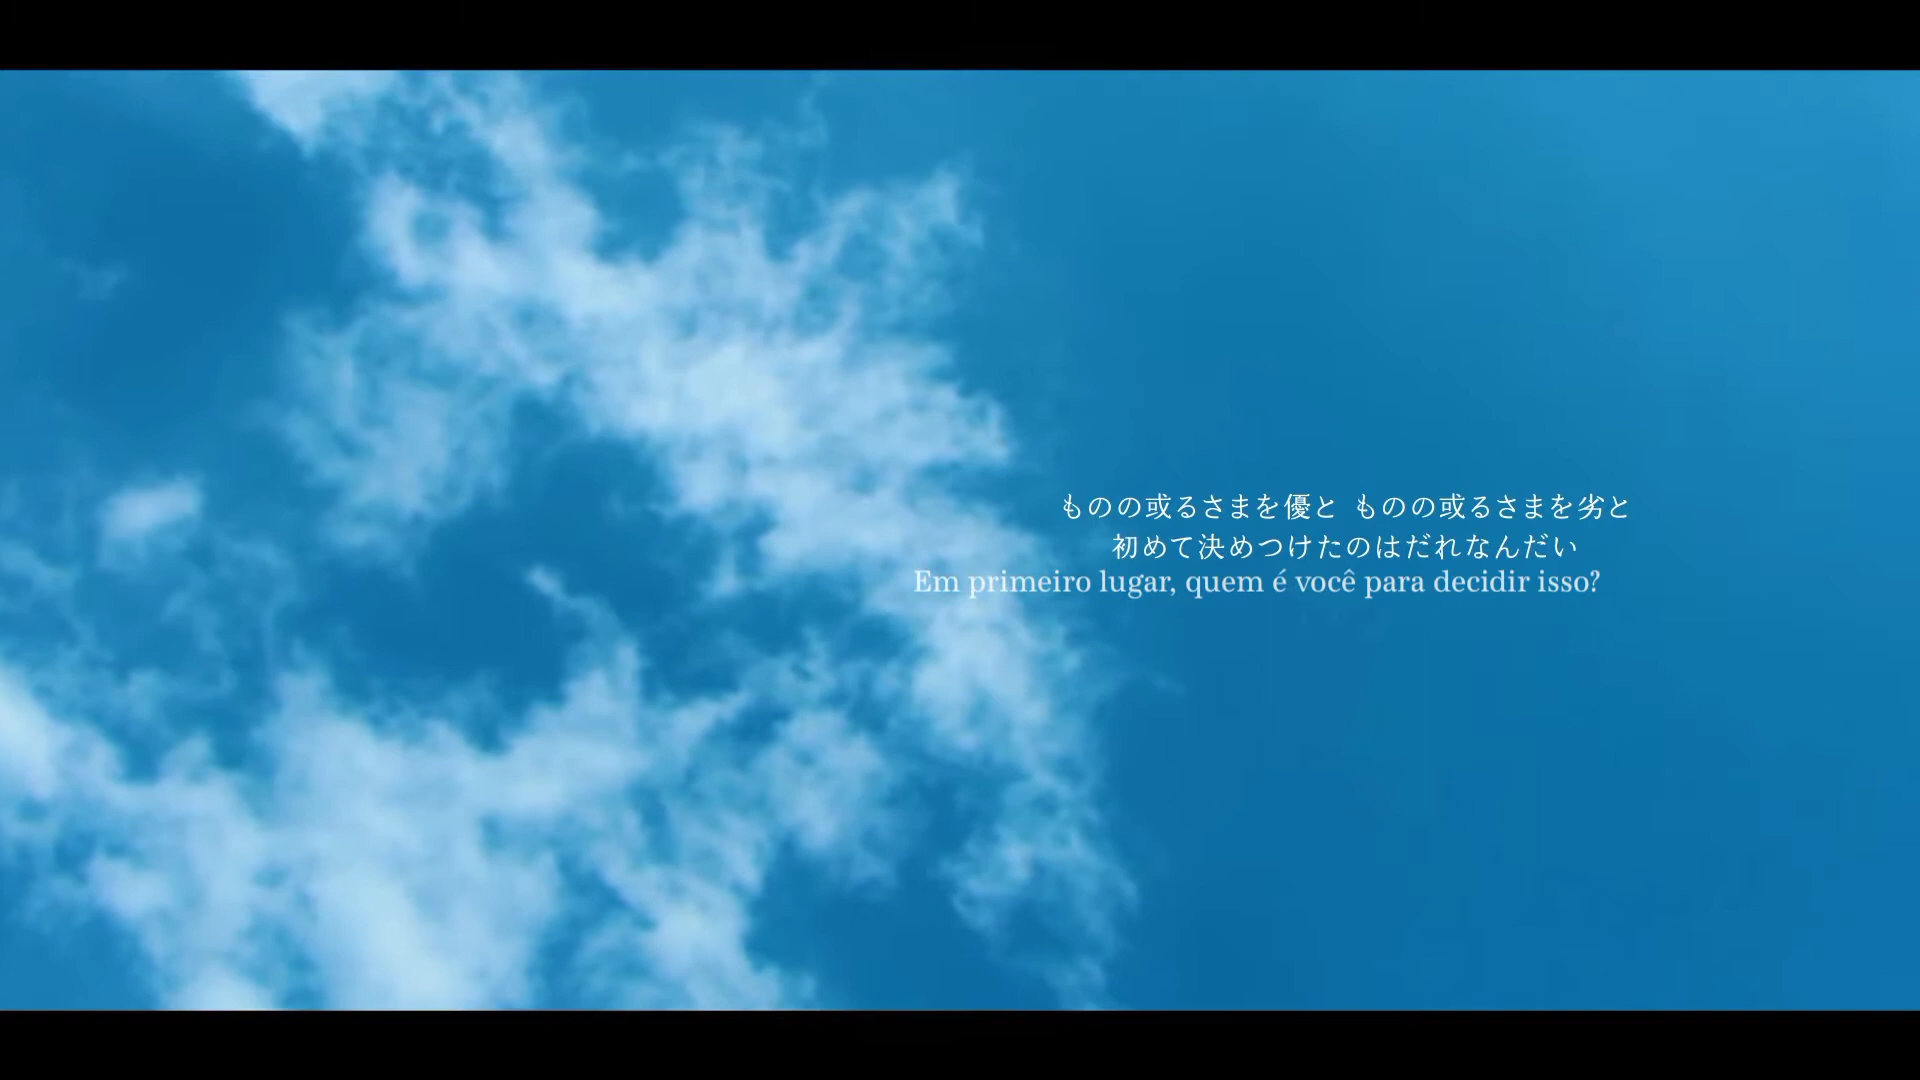 ものの或るさまを優と ものの或るさまを劣と
初めて決めつけたのはだれなんだい
Em primeiro lugar, quem é você para decidir isso?